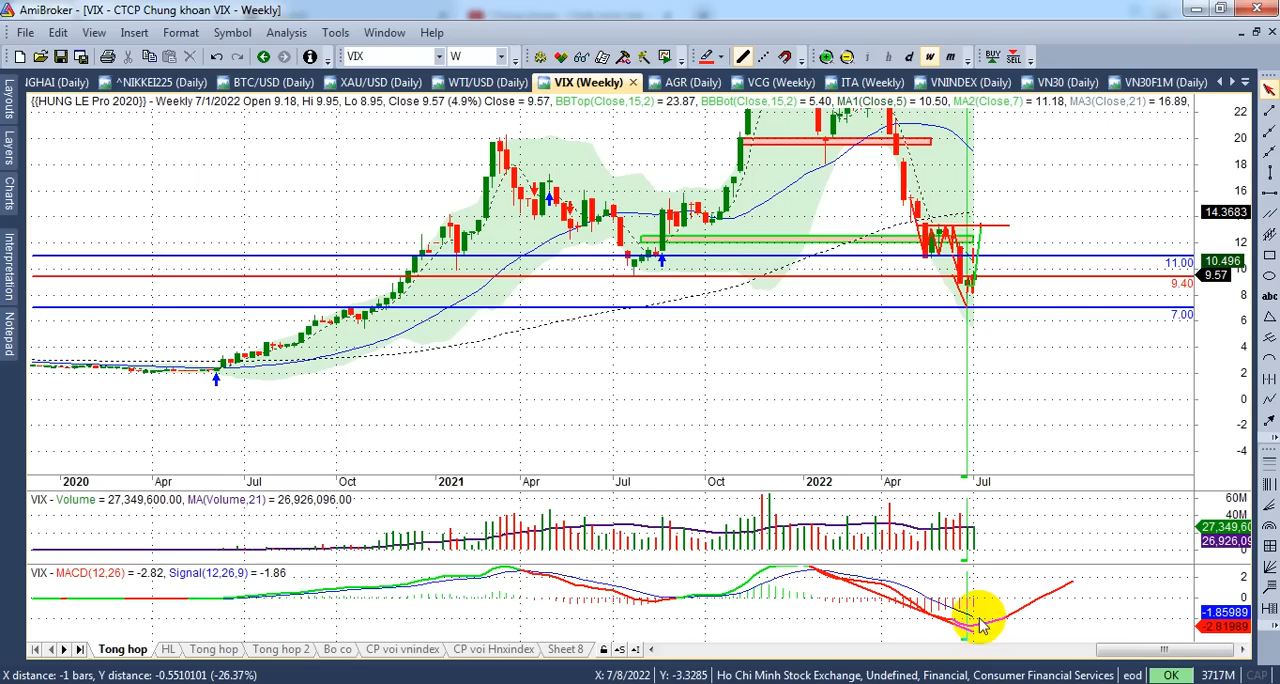 AmiBroker - [VIX - CTCP Chung khoan VIX - Weekly]
File Edit View Insert Format Symbol Analysis Tools Window Help
VIX W i h d w m BUY SELL
IGHAI (Daily) ^NIKKEI225 (Daily) BTC/USD (Daily) XAU/USD (Daily) WTI/USD (Daily) VIX (Weekly) AGR (Daily) VCG (Weekly) ITA (Weekly) VNINDEX (Daily) VN30 (Daily) VN30F1M (Daily)
Layouts
Layers
Charts
Interpretation
Notepad
{{HUNG LE Pro 2020}} - Weekly 7/1/2022 Open 9.18, Hi 9.95, Lo 8.95, Close 9.57 (4.9%) Close = 9.57, BBTop(Close,15,2) = 23.87, BBBot(Close,15,2) = 5.40, MA1(Close,5) = 10.50, MA2(Close,7) = 11.18, MA3(Close,21) = 16.89,
22
20
18
16
14.3683
12
11.00
10.496
10
9.57
9.40
8
7.00
6
4
2
0
-2
-4
2020 Apr Jul Oct 2021 Apr Jul Oct 2022 Apr Jul
VIX - Volume = 27,349,600.00, MA(Volume,21) = 26,926,096.00
60M
40M
27,349,60
26,926,09
VIX - MACD(12,26) = -2.82, Signal(12,26,9) = -1.86
2
0
-1.85989
-2.81989
Tong hop HL Tong hop Tong hop 2 Bo co CP voi vnindex CP voi Hnxindex Sheet 8
X distance: -1 bars, Y distance: -0.5510101 (-26.37%) X: 7/8/2022 Y: -3.3285 Ho Chi Minh Stock Exchange, Undefined, Financial, Consumer Financial Services eod OK 3717M CAP
abc